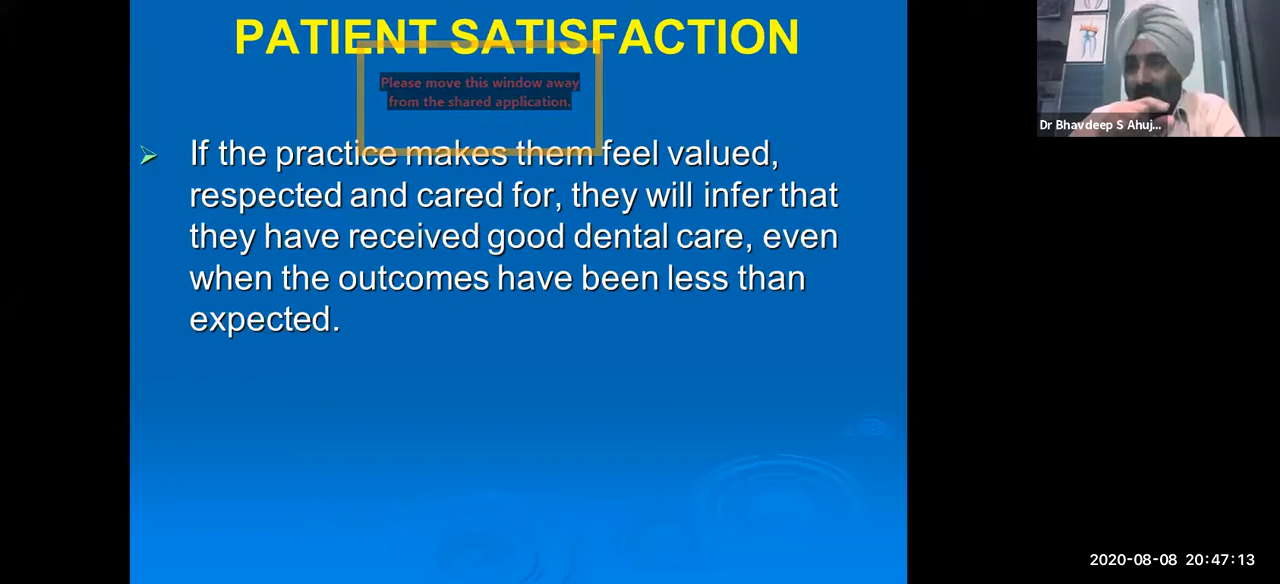 PATIENT SATISFACTION
Please move this window away
from the shared application.
If the practice makes them feel valued,
respected and cared for, they will infer that
they have received good dental care, even
when the outcomes have been less than
expected.
Dr Bhavdeep S Ahuj...
2020-08-08 20:47:13